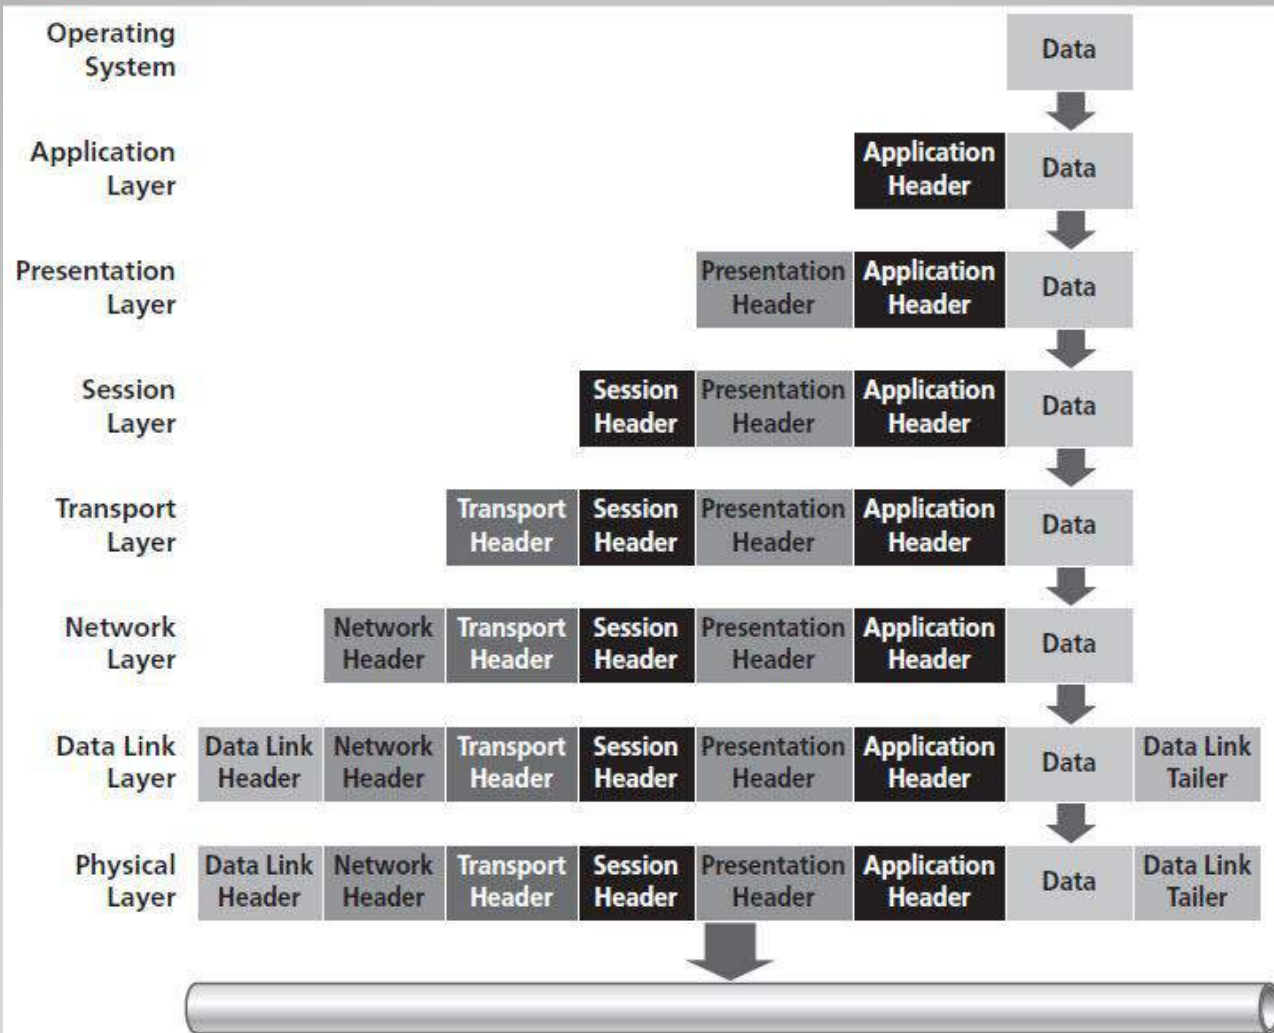 Operating
System
Data
Application
Layer
Application
Header
Data
Presentation
Layer
Presentation
Header
Application
Header
Data
Session
Layer
Session
Header
Presentation
Header
Application
Header
Data
Transport
Layer
Transport
Header
Session
Header
Presentation
Header
Application
Header
Data
Network
Layer
Network
Header
Transport
Header
Session
Header
Presentation
Header
Application
Header
Data
Data Link
Layer
Data Link
Header
Network
Header
Transport
Header
Session
Header
Presentation
Header
Application
Header
Data
Data Link
Tailer
Physical
Layer
Data Link
Header
Network
Header
Transport
Header
Session
Header
Presentation
Header
Application
Header
Data
Data Link
Tailer